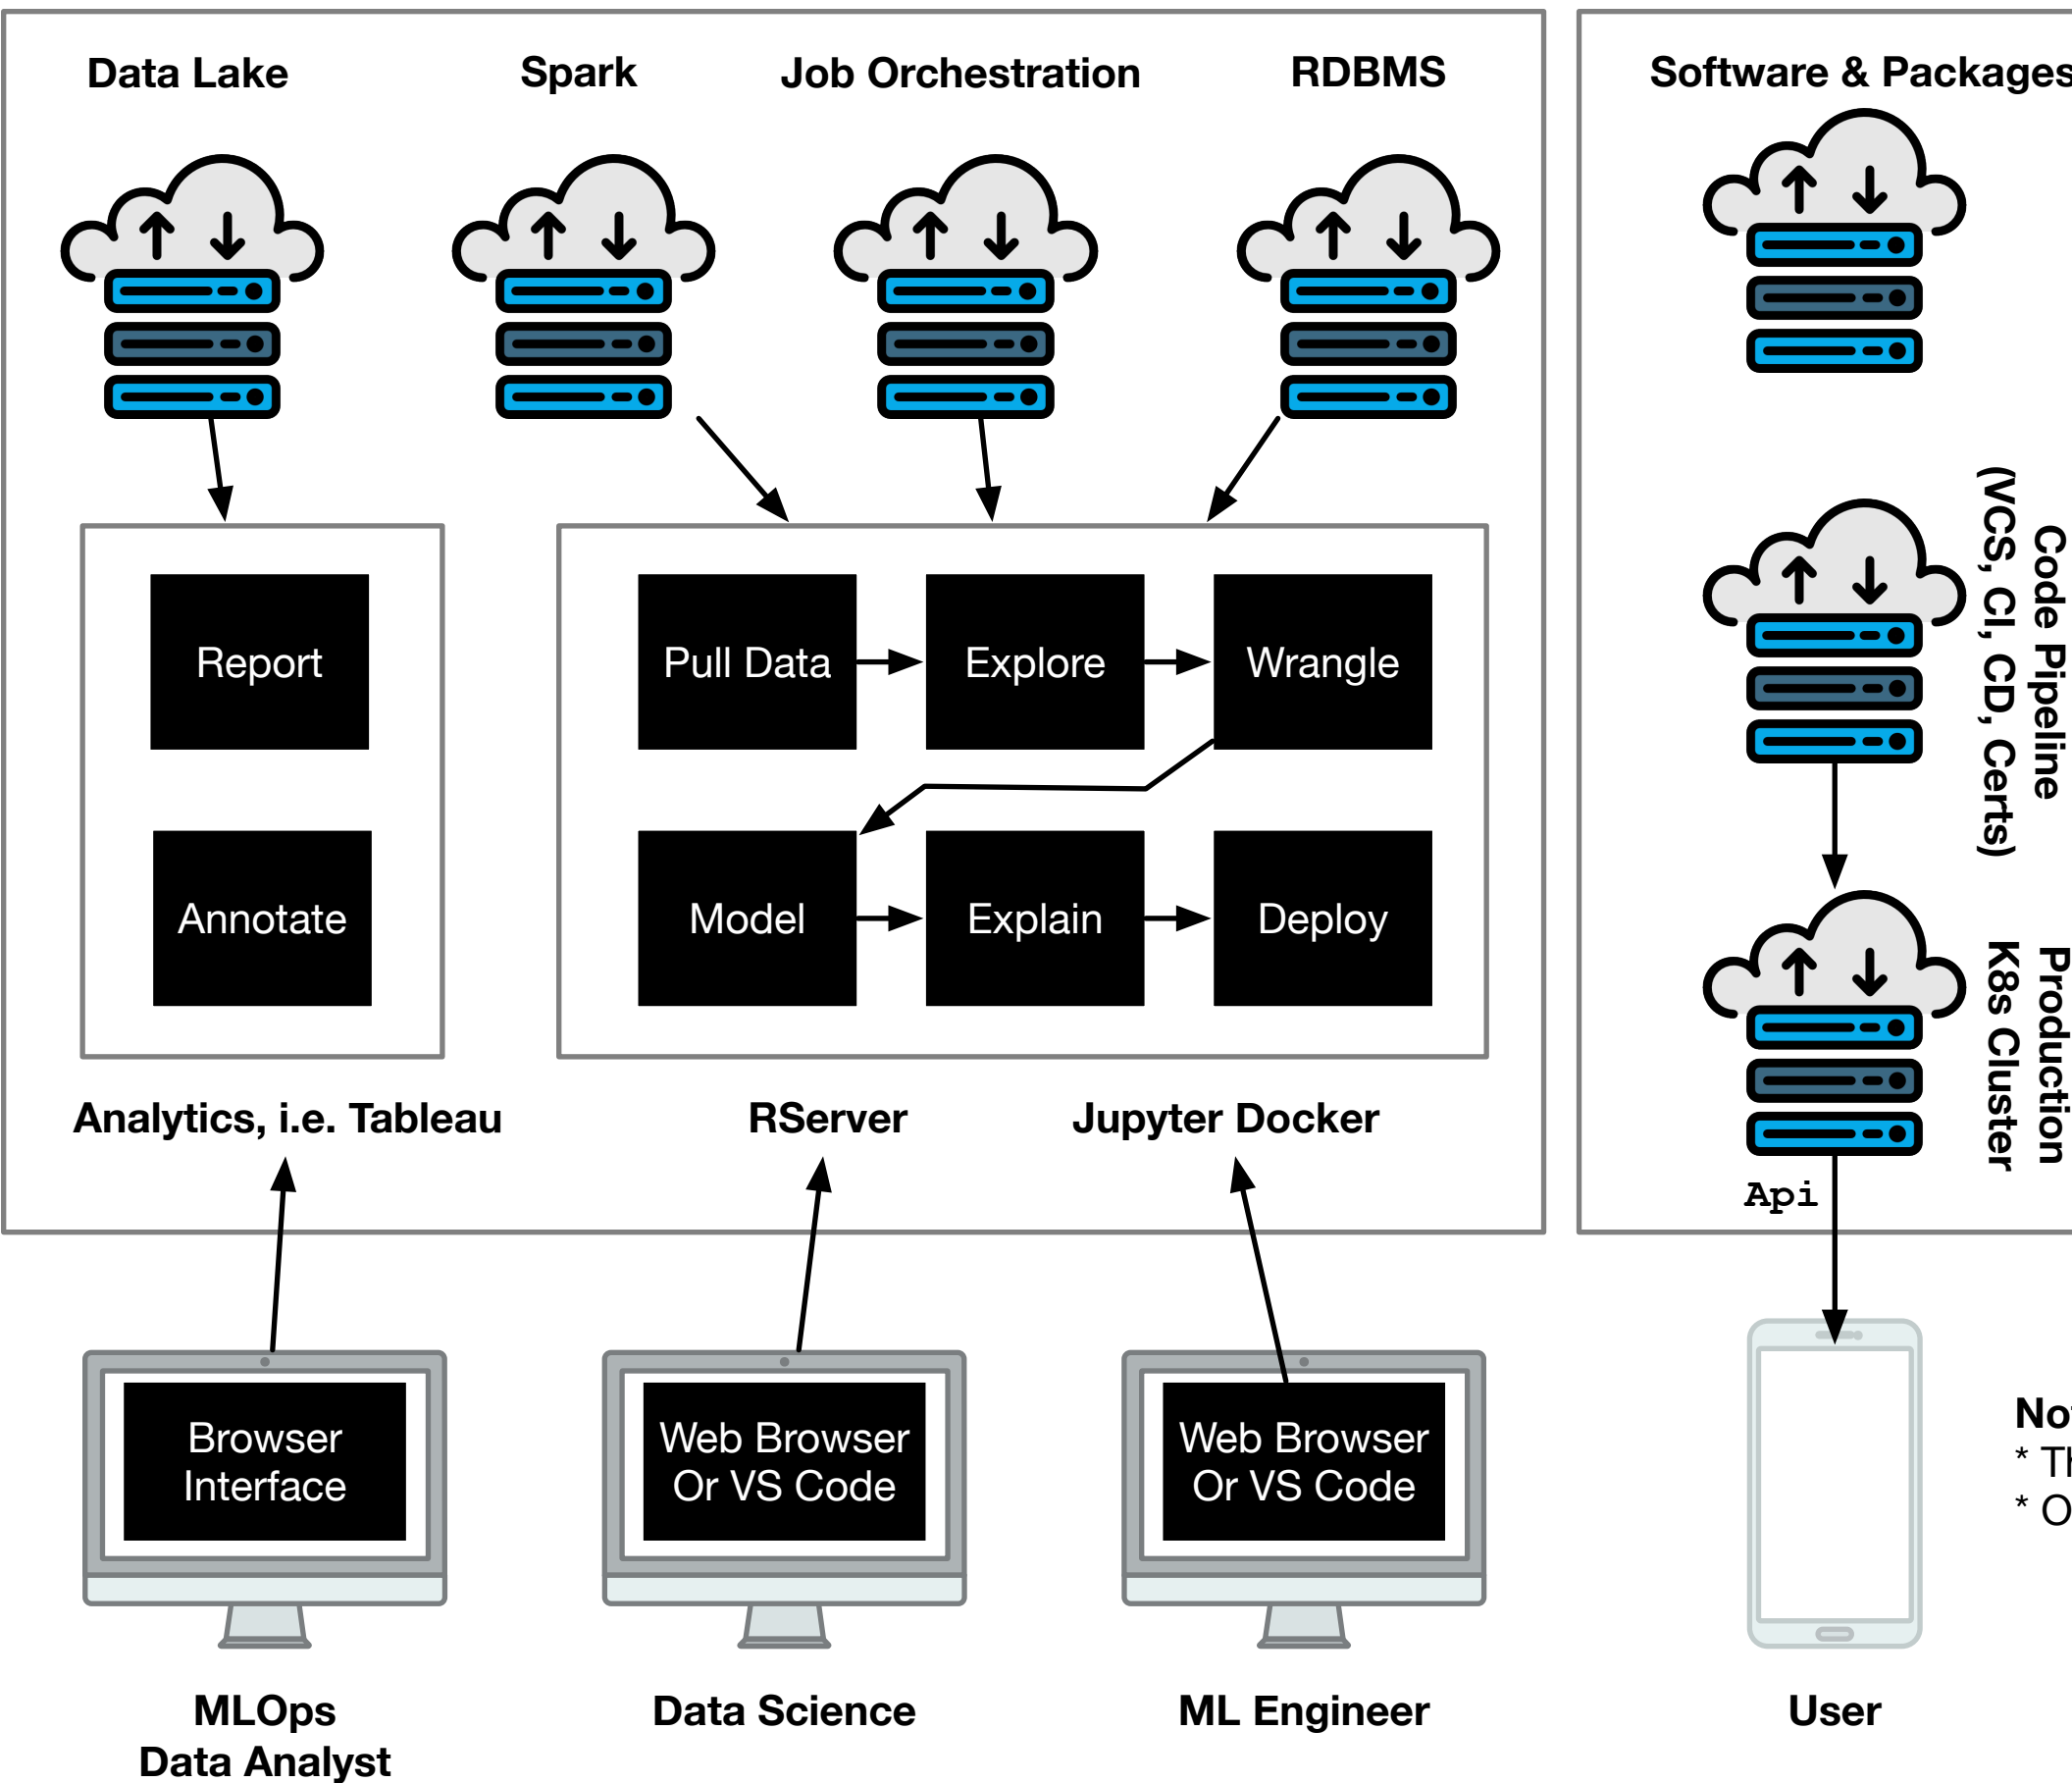 Data Lake
Spark
Job Orchestration
RDBMS
Software & Packages
Report
Annotate
Pull Data
Explore
Wrangle
Model
Explain
Deploy
Code Pipeline
(VCS, CI, CD, Certs)
Production
K8s Cluster
Analytics, i.e. Tableau
RServer
Jupyter Docker
Api
Browser
Interface
Web Browser
Or VS Code
Web Browser
Or VS Code
MLOps
Data Analyst
Data Science
ML Engineer
User